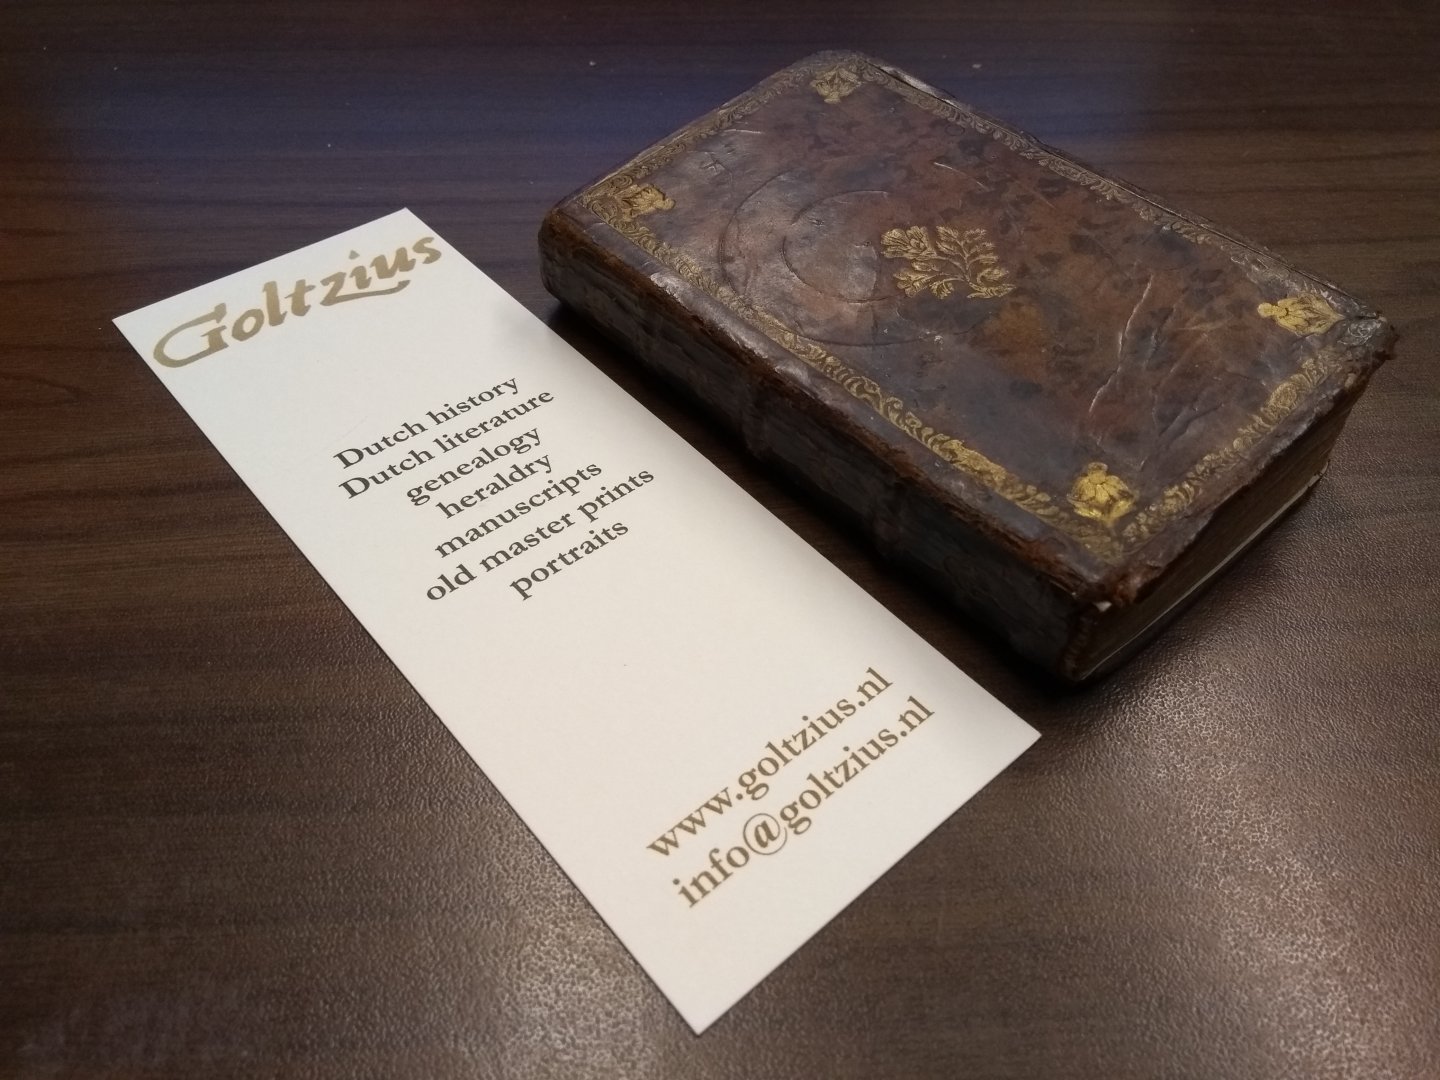 Goltzius
Dutch history
Dutch literature
genealogy
heraldry
manuscripts
old master prints
portraits
www.goltzius.nl
info@goltzius.nl